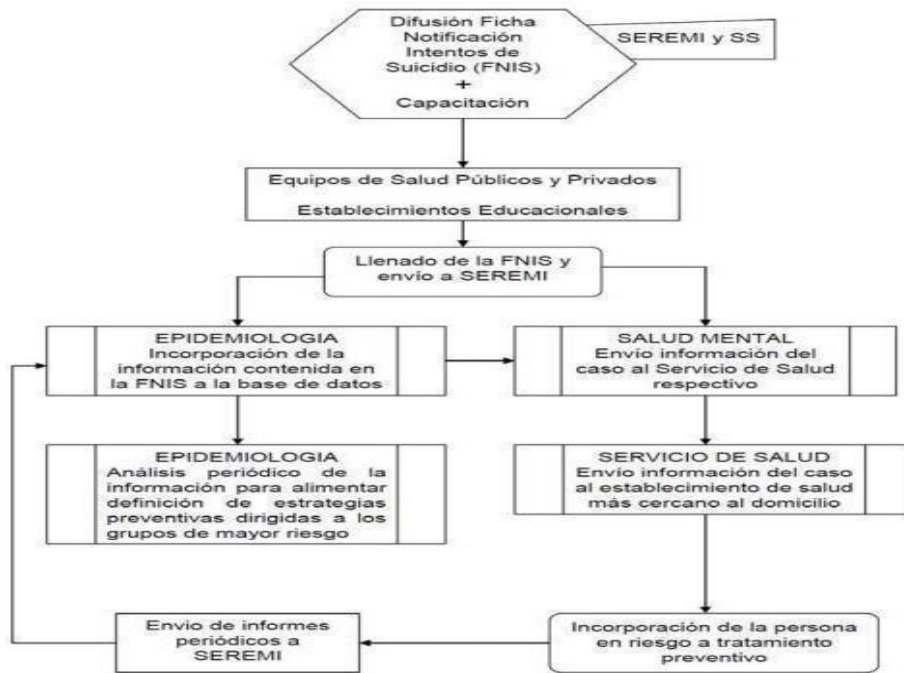 Difusión Ficha
Notificación
Intentos de
Suicidio (FNIS)
+
Capacitación
SEREMI y SS
Equipos de Salud Públicos y Privados
Establecimientos Educacionales
Llenado de la FNIS y
envío a SEREMI
EPIDEMIOLOGIA
Incorporación de la
información contenida en
la FNIS a la base de datos
SALUD MENTAL
Envío información del
caso al Servicio de Salud
respectivo
EPIDEMIOLOGIA
Análisis periódico de la
información para alimentar
definición de estrategias
preventivas dirigidas a los
grupos de mayor riesgo
SERVICIO DE SALUD
Envío información del caso
al establecimiento de salud
más cercano al domicilio
Envio de informes
periódicos a
SEREMI
Incorporación de la persona
en riesgo a tratamiento
preventivo